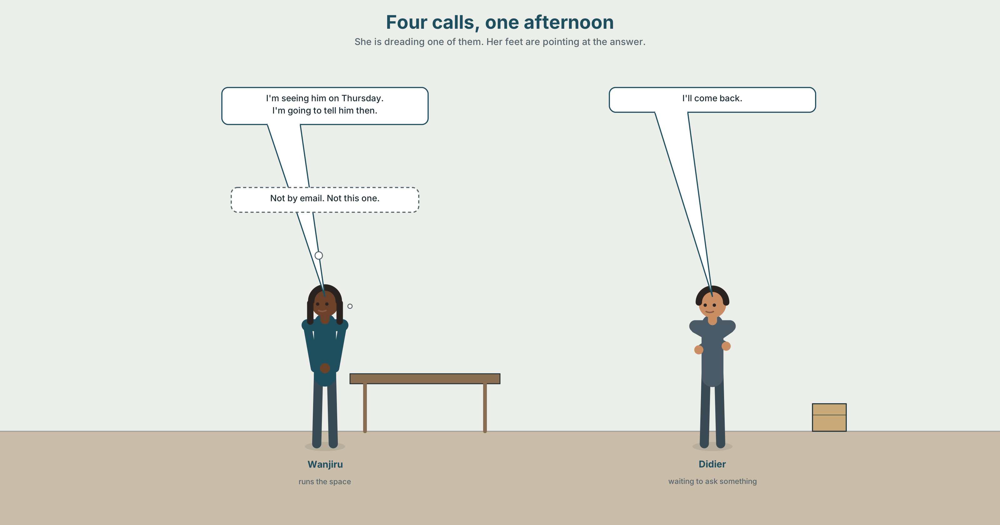 Four calls, one afternoon
She is dreading one of them. Her feet are pointing at the answer.
I'm seeing him on Thursday.
I'm going to tell him then.
I'll come back.
Not by email. Not this one.
Wanjiru
runs the space
Didier
waiting to ask something